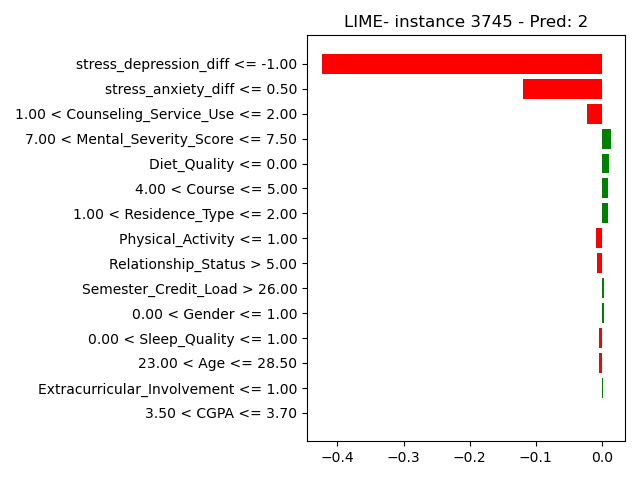 LIME- instance 3745 - Pred: 2
stress_depression_diff <= -1.00
stress_anxiety_diff <= 0.50
1.00 < Counseling_Service_Use <= 2.00
7.00 < Mental_Severity_Score <= 7.50
Diet_Quality <= 0.00
4.00 < Course <= 5.00
1.00 < Residence_Type <= 2.00
Physical_Activity <= 1.00
Relationship_Status > 5.00
Semester_Credit_Load > 26.00
0.00 < Gender <= 1.00
0.00 < Sleep_Quality <= 1.00
23.00 < Age <= 28.50
Extracurricular_Involvement <= 1.00
3.50 < CGPA <= 3.70
−0.4 −0.3 −0.2 −0.1 0.0